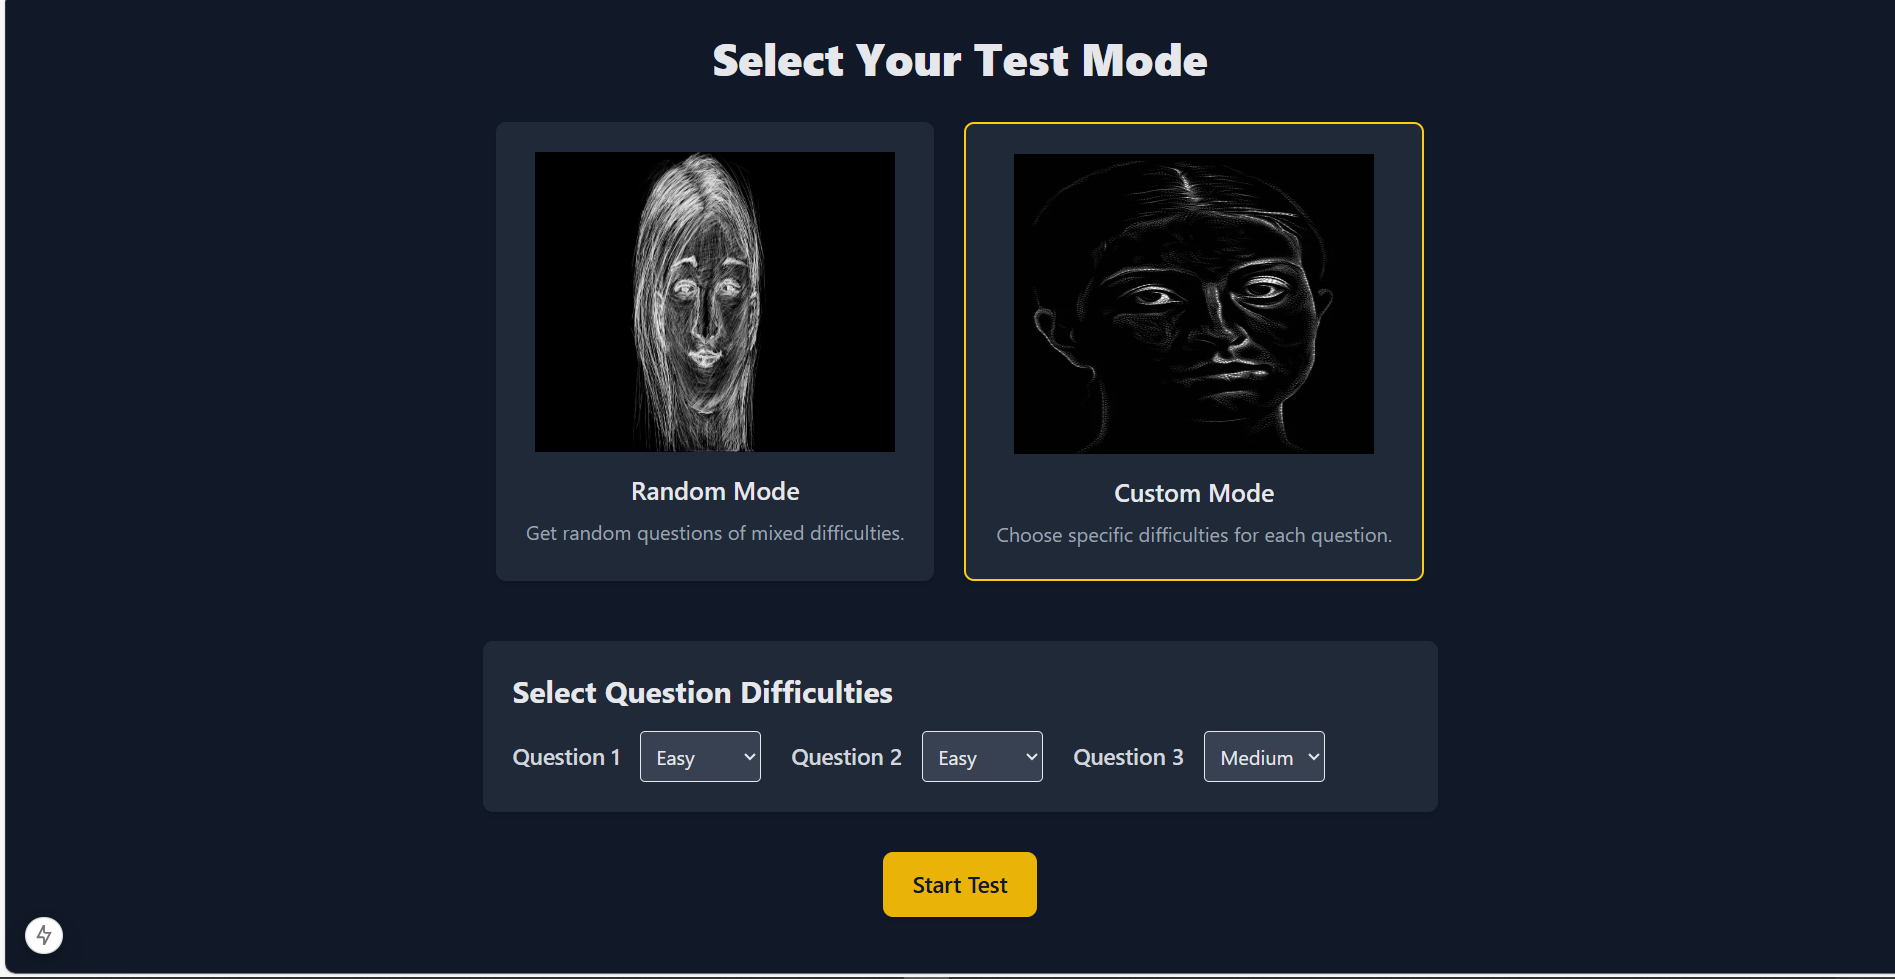 Select Your Test Mode
Random Mode
Get random questions of mixed difficulties.
Custom Mode
Choose specific difficulties for each question.
Select Question Difficulties
Question 1 Easy Question 2 Easy Question 3 Medium
Start Test